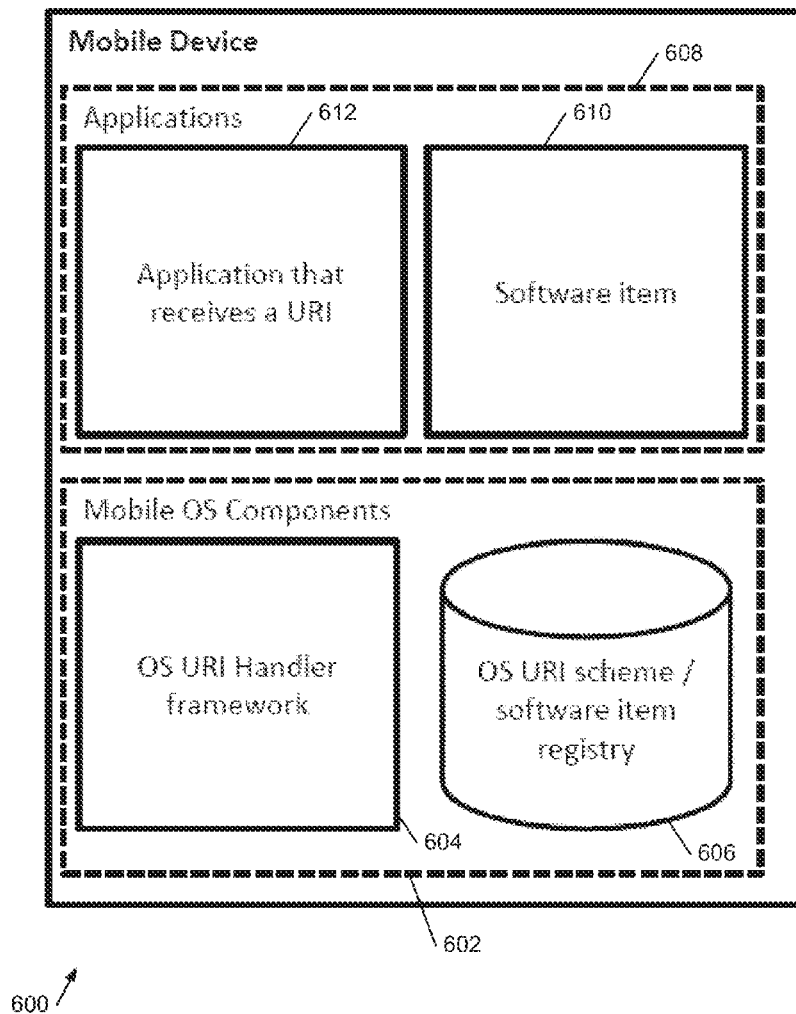 Mobile Device
608
Applications
612
610
Application that
receives a URI
Software item
Mobile OS Components
OS URI Handler
framework
OS URI scheme /
software item
registry
604
606
602
600